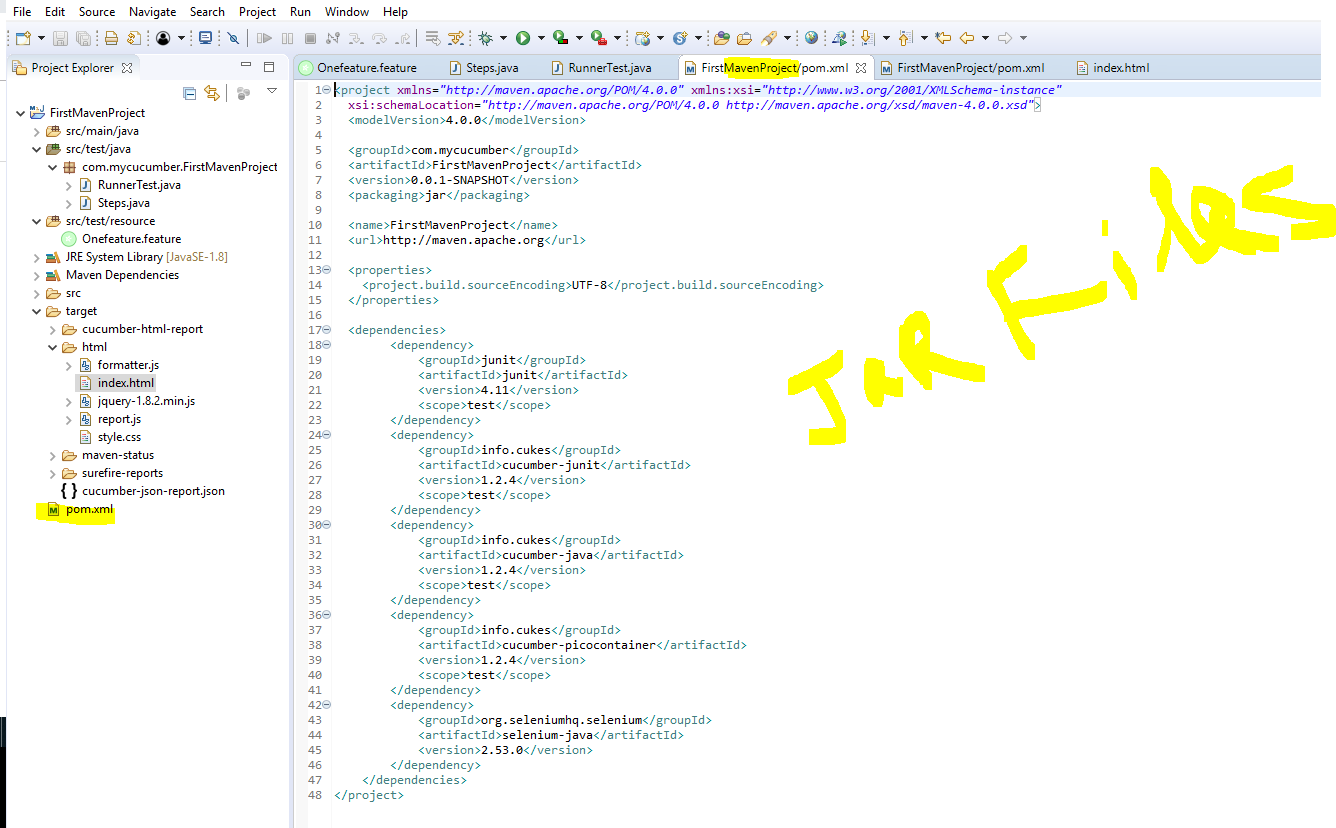 File Edit Source Navigate Search Project Run Window Help
Project Explorer
Onefeature.feature Steps.java RunnerTest.java FirstMavenProject/pom.xml FirstMavenProject/pom.xml index.html
FirstMavenProject
src/main/java
src/test/java
com.mycucumber.FirstMavenProject
RunnerTest.java
Steps.java
src/test/resource
Onefeature.feature
JRE System Library [JavaSE-1.8]
Maven Dependencies
src
target
cucumber-html-report
html
formatter.js
index.html
jquery-1.8.2.min.js
report.js
style.css
maven-status
surefire-reports
cucumber-json-report.json
pom.xml
1 <project xmlns="http://maven.apache.org/POM/4.0.0" xmlns:xsi="http://www.w3.org/2001/XMLSchema-instance"
2 xsi:schemaLocation="http://maven.apache.org/POM/4.0.0 http://maven.apache.org/xsd/maven-4.0.0.xsd">
3 <modelVersion>4.0.0</modelVersion>
4
5 <groupId>com.mycucumber</groupId>
6 <artifactId>FirstMavenProject</artifactId>
7 <version>0.0.1-SNAPSHOT</version>
8 <packaging>jar</packaging>
9
10 <name>FirstMavenProject</name>
11 <url>http://maven.apache.org</url>
12
13 <properties>
14 <project.build.sourceEncoding>UTF-8</project.build.sourceEncoding>
15 </properties>
16
17 <dependencies>
18 <dependency>
19 <groupId>junit</groupId>
20 <artifactId>junit</artifactId>
21 <version>4.11</version>
22 <scope>test</scope>
23 </dependency>
24 <dependency>
25 <groupId>info.cukes</groupId>
26 <artifactId>cucumber-junit</artifactId>
27 <version>1.2.4</version>
28 <scope>test</scope>
29 </dependency>
30 <dependency>
31 <groupId>info.cukes</groupId>
32 <artifactId>cucumber-java</artifactId>
33 <version>1.2.4</version>
34 <scope>test</scope>
35 </dependency>
36 <dependency>
37 <groupId>info.cukes</groupId>
38 <artifactId>cucumber-picocontainer</artifactId>
39 <version>1.2.4</version>
40 <scope>test</scope>
41 </dependency>
42 <dependency>
43 <groupId>org.seleniumhq.selenium</groupId>
44 <artifactId>selenium-java</artifactId>
45 <version>2.53.0</version>
46 </dependency>
47 </dependencies>
48 </project>
JaR Files